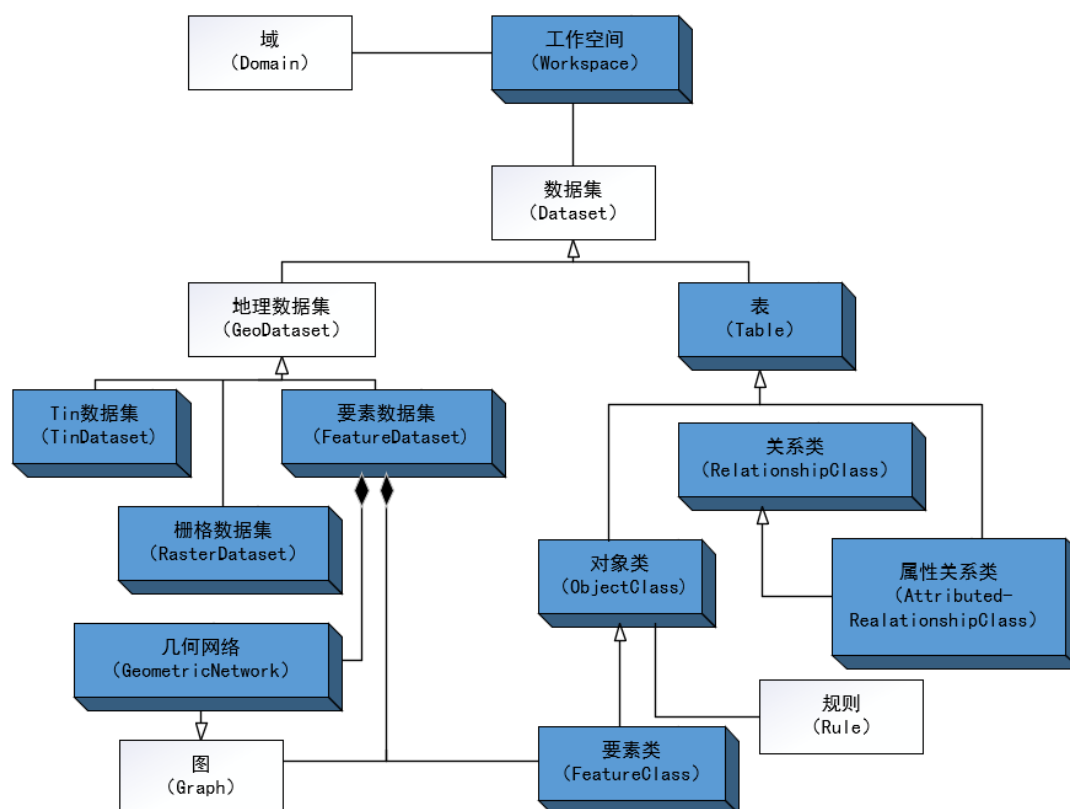 域
（Domain）
工作空间
（Workspace）
数据集
（Dataset）
地理数据集
（GeoDataset）
表
（Table）
Tin数据集
（TinDataset）
要素数据集
（FeatureDataset）
关系类
（RelationshipClass）
栅格数据集
（RasterDataset）
对象类
（ObjectClass）
属性关系类
（Attributed-
RealationshipClass）
几何网络
（GeometricNetwork）
规则
（Rule）
图
（Graph）
要素类
（FeatureClass）